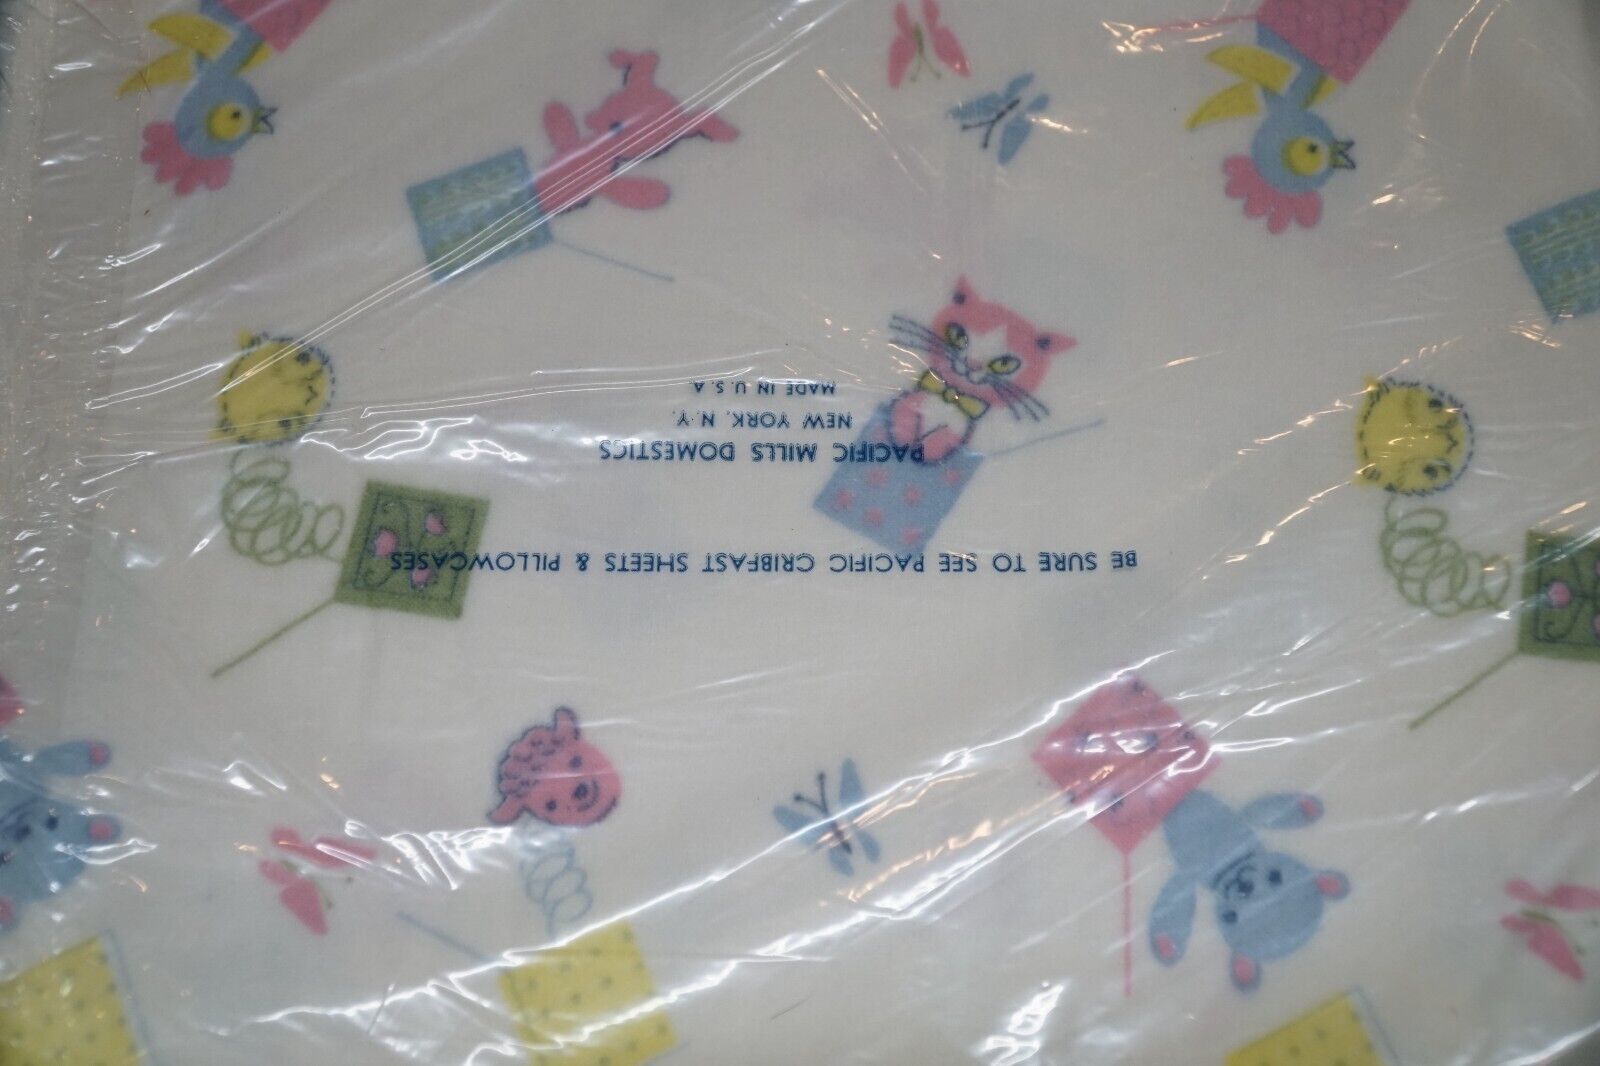 BE SURE TO SEE PACIFIC CRIBFAST SHEETS & PILLOWCASES
PACIFIC MILLS DOMESTICS
NEW YORK, N.Y.
MADE IN U.S.A.